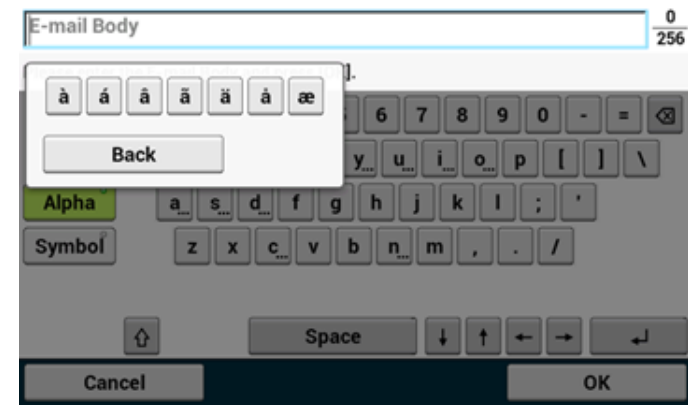 E-mail Body
0
256
].
à á â ã ä å æ
6 7 8 9 0 - =
Back
y... u... i... o... p [ ] \
Alpha
a... s... d... f g h j k l ; '
Symbol
z x c... v b n... m , . /
Space ↓ ↑ ← →
Cancel
OK